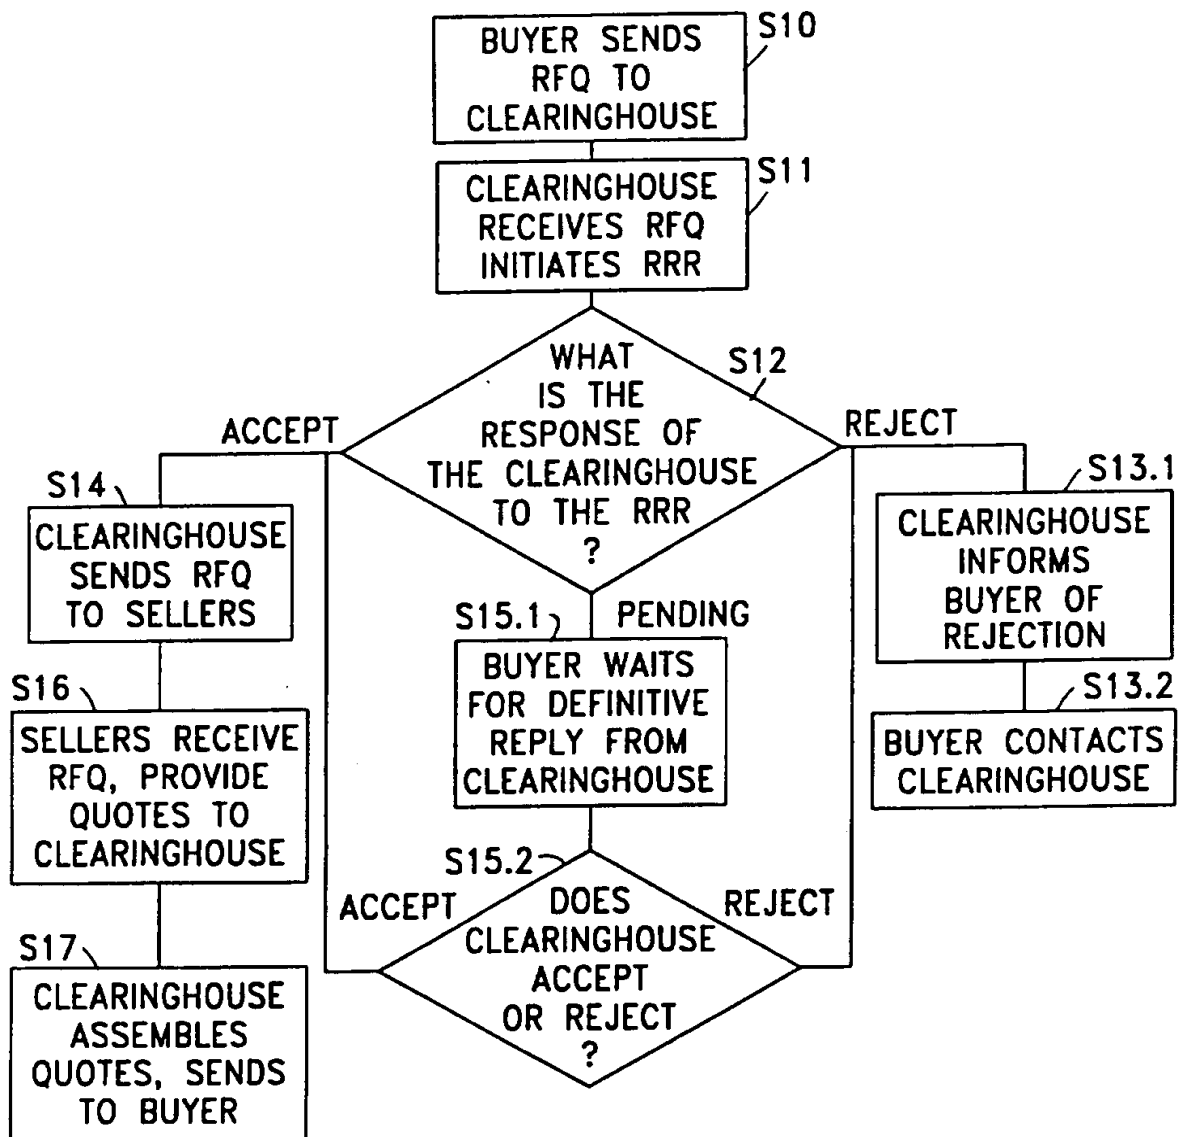 S10
BUYER SENDS
RFQ TO
CLEARINGHOUSE
S11
CLEARINGHOUSE
RECEIVES RFQ
INITIATES RRR
S12
WHAT
IS THE
RESPONSE OF
THE CLEARINGHOUSE
TO THE RRR
?
ACCEPT
REJECT
PENDING
S14
CLEARINGHOUSE
SENDS RFQ
TO SELLERS
S16
SELLERS RECEIVE
RFQ, PROVIDE
QUOTES TO
CLEARINGHOUSE
S17
CLEARINGHOUSE
ASSEMBLES
QUOTES, SENDS
TO BUYER
S15.1
BUYER WAITS
FOR DEFINITIVE
REPLY FROM
CLEARINGHOUSE
S15.2
DOES
CLEARINGHOUSE
ACCEPT
OR REJECT
?
ACCEPT
REJECT
S13.1
CLEARINGHOUSE
INFORMS
BUYER OF
REJECTION
S13.2
BUYER CONTACTS
CLEARINGHOUSE